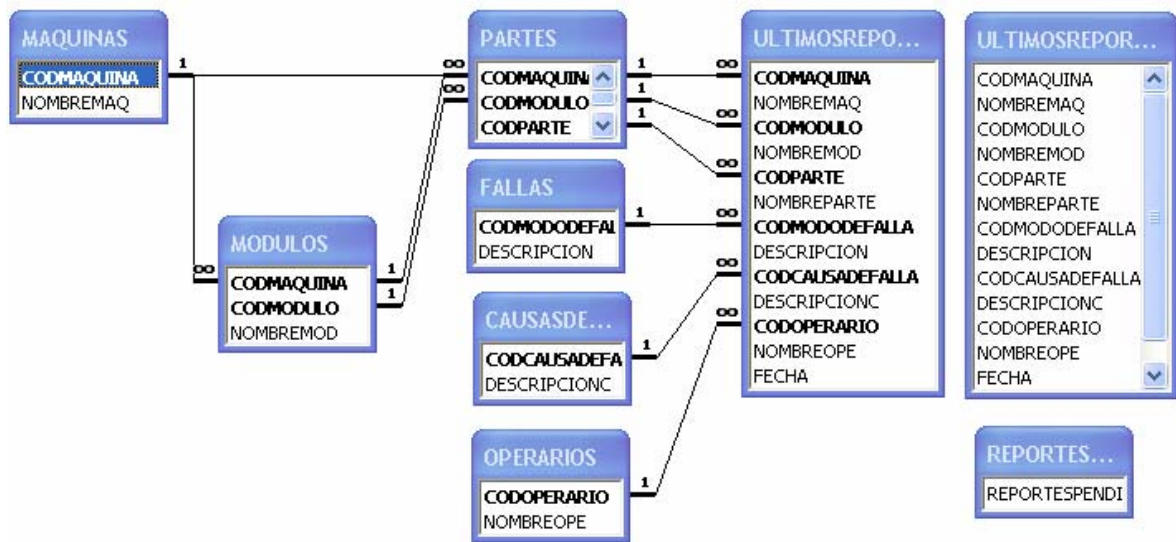 MAQUINAS
CODMAQUINA
NOMBREMAQ
1
∞
∞
∞
MODULOS
CODMAQUINA
CODMODULO
NOMBREMOD
1
1
PARTES
CODMAQUIN
CODMODULO
CODPARTE
1
1
1
FALLAS
CODMODODEFAL
DESCRIPCION
1
CAUSASDE...
CODCAUSADEFA
DESCRIPCIONC
1
OPERARIOS
CODOPERARIO
NOMBREOPE
1
∞
∞
∞
∞
∞
∞
ULTIMOSREPO...
CODMAQUINA
NOMBREMAQ
CODMODULO
NOMBREMOD
CODPARTE
NOMBREPARTE
CODMODODEFALLA
DESCRIPCION
CODCAUSADEFALLA
DESCRIPCIONC
CODOPERARIO
NOMBREOPE
FECHA
ULTIMOSREPOR...
CODMAQUINA
NOMBREMAQ
CODMODULO
NOMBREMOD
CODPARTE
NOMBREPARTE
CODMODODEFALLA
DESCRIPCION
CODCAUSADEFALLA
DESCRIPCIONC
CODOPERARIO
NOMBREOPE
FECHA
REPORTES...
REPORTESPENDI